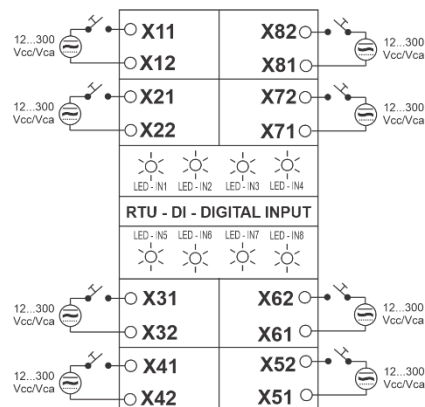 12...300 Vcc/Vca X11 X82 12...300 Vcc/Vca
X12 X81
12...300 Vcc/Vca X21 X72 12...300 Vcc/Vca
X22 X71
LED - IN1 LED - IN2 LED - IN3 LED - IN4
RTU - DI - DIGITAL INPUT
LED - IN5 LED - IN6 LED - IN7 LED - IN8
12...300 Vcc/Vca X31 X62 12...300 Vcc/Vca
X32 X61
12...300 Vcc/Vca X41 X52 12...300 Vcc/Vca
X42 X51